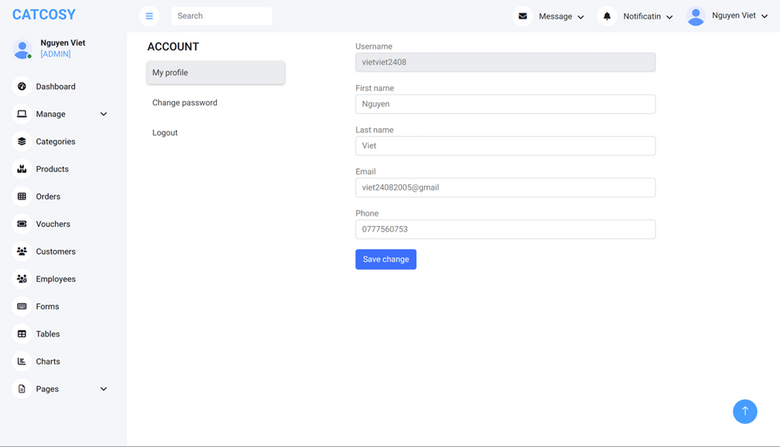 CATCOSY
Search
Message
Notificatin
Nguyen Viet
Nguyen Viet
[ADMIN]
Dashboard
Manage
Categories
Products
Orders
Vouchers
Customers
Employees
Forms
Tables
Charts
Pages
ACCOUNT
My profile
Change password
Logout
Username
vietviet2408
First name
Nguyen
Last name
Viet
Email
viet24082005@gmail
Phone
0777560753
Save change